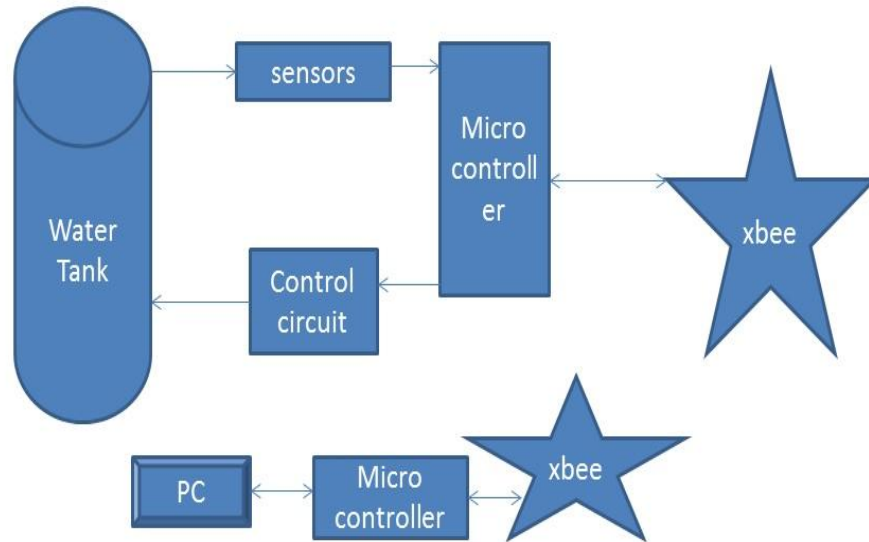 sensors
Micro
controll
er
xbee
Water
Tank
Control
circuit
xbee
PC
Micro
controller